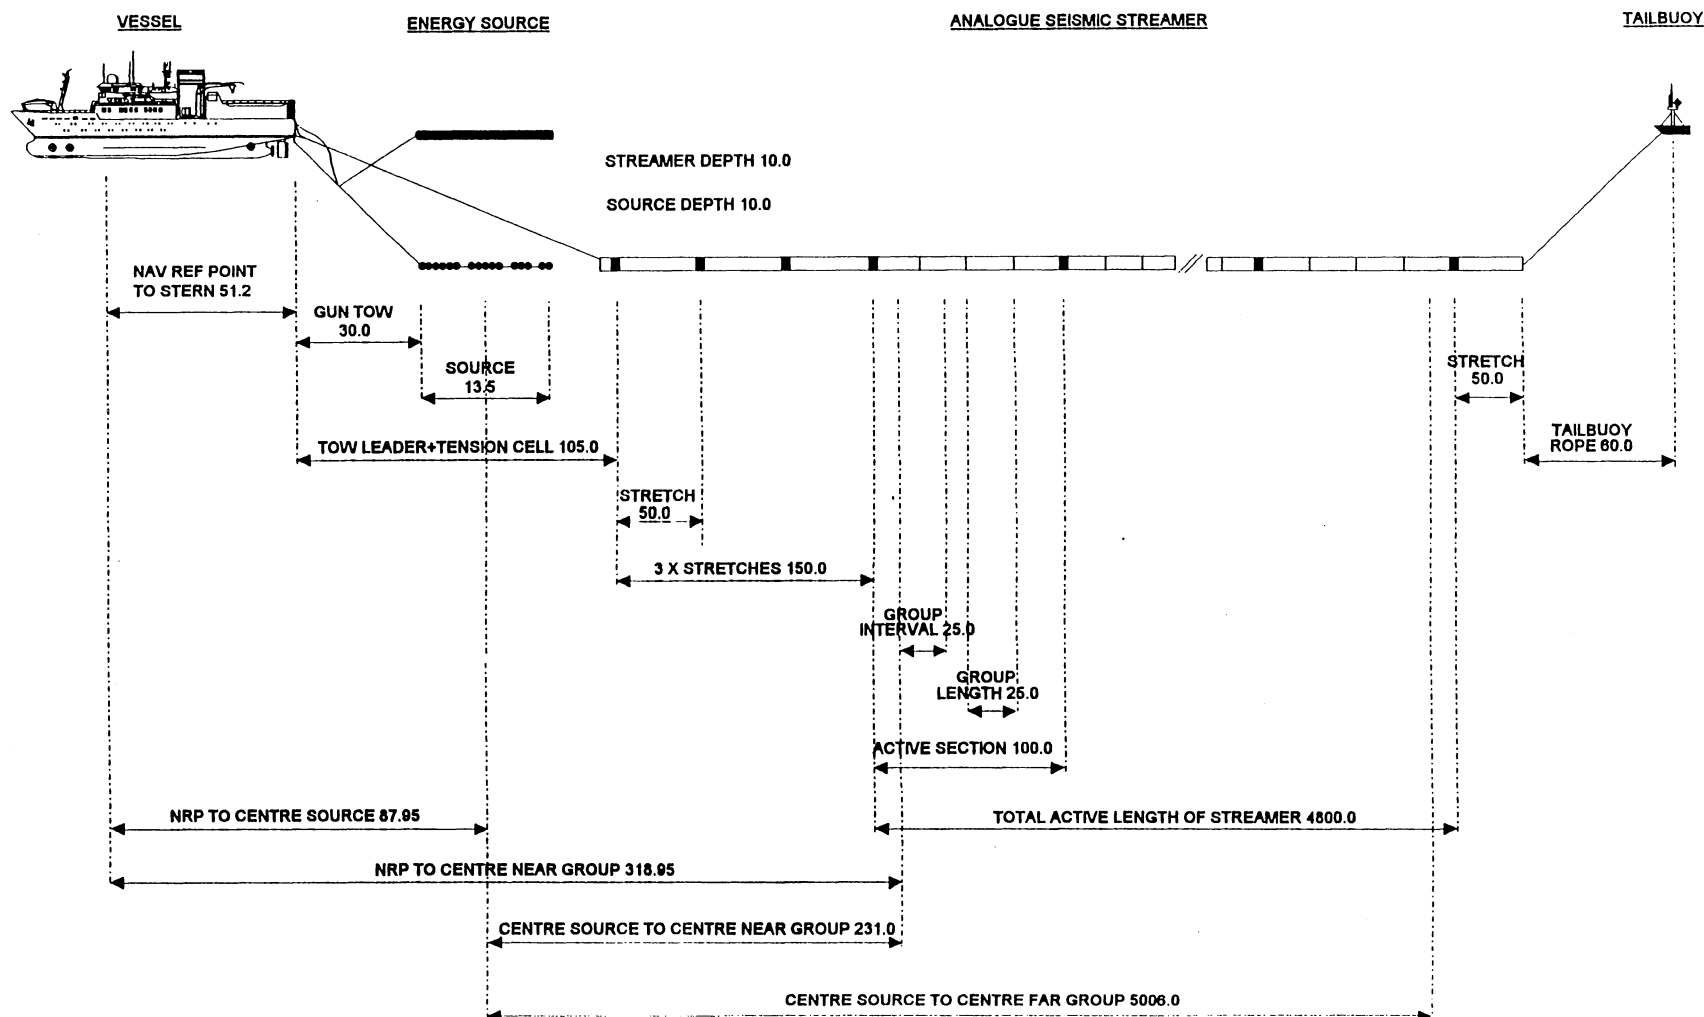 VESSEL
ENERGY SOURCE
ANALOGUE SEISMIC STREAMER
TAILBUOY
STREAMER DEPTH 10.0
SOURCE DEPTH 10.0
NAV REF POINT
TO STERN 51.2
GUN TOW
30.0
SOURCE
13.5
STRETCH
50.0
TAILBUOY
ROPE 60.0
TOW LEADER+TENSION CELL 105.0
STRETCH
50.0
3 X STRETCHES 150.0
GROUP
INTERVAL 25.0
GROUP
LENGTH 25.0
ACTIVE SECTION 100.0
NRP TO CENTRE SOURCE 87.95
TOTAL ACTIVE LENGTH OF STREAMER 4800.0
NRP TO CENTRE NEAR GROUP 318.95
CENTRE SOURCE TO CENTRE NEAR GROUP 231.0
CENTRE SOURCE TO CENTRE FAR GROUP 5006.0